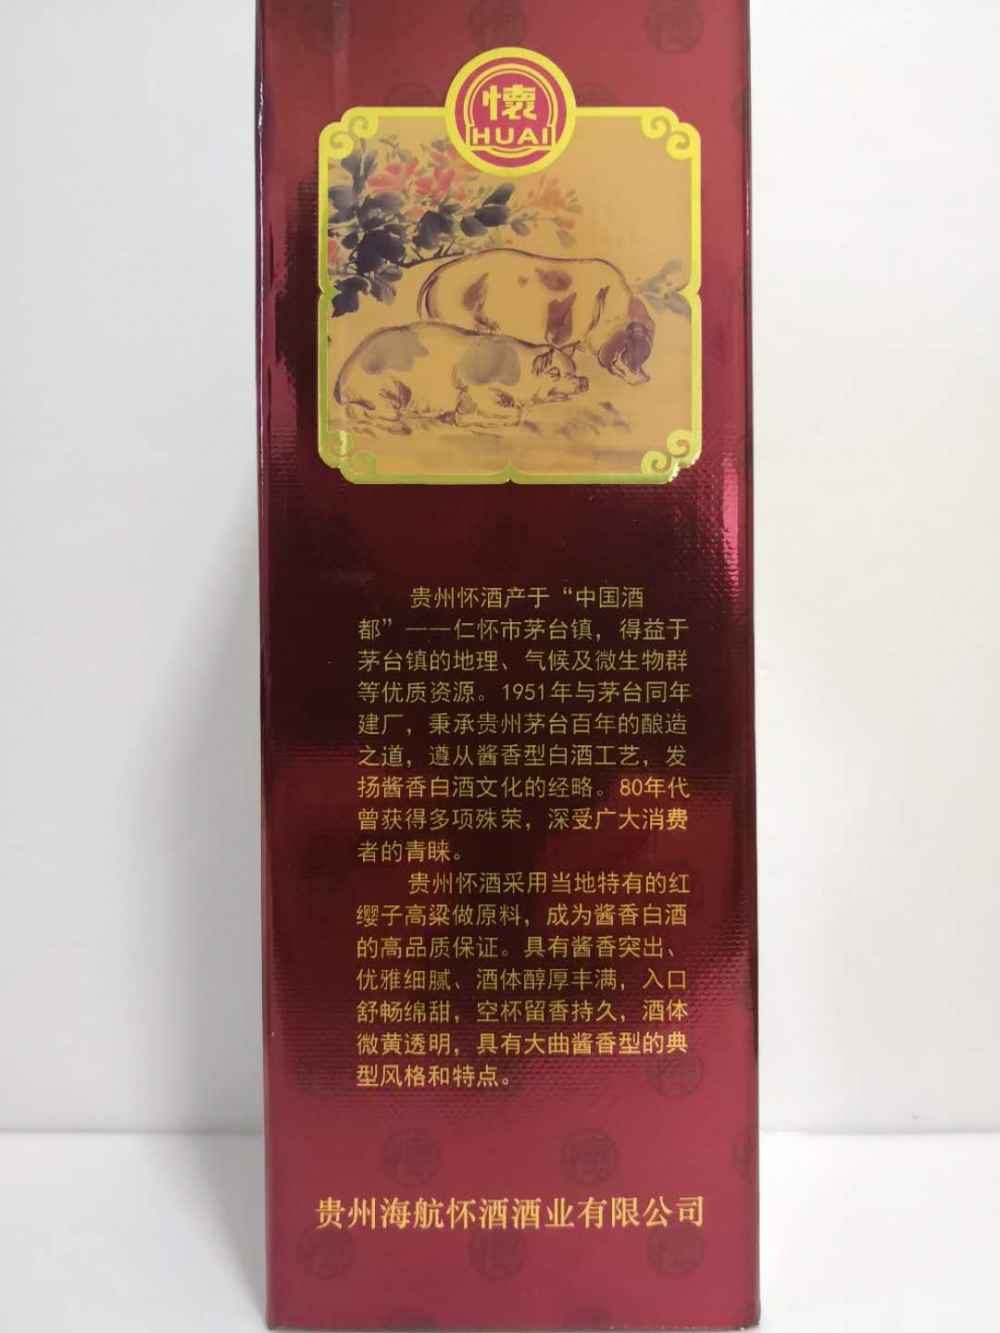 懷
HUAI
贵州怀酒产于“中国酒
都”——仁怀市茅台镇，得益于
茅台镇的地理、气候及微生物群
等优质资源。1951年与茅台同年
建厂，秉承贵州茅台百年的酿造
之道，遵从酱香型白酒工艺，发
扬酱香白酒文化的经略。80年代
曾获得多项殊荣，深受广大消费
者的青睐。
贵州怀酒采用当地特有的红
缨子高粱做原料，成为酱香白酒
的高品质保证。具有酱香突出、
优雅细腻、酒体醇厚丰满，入口
舒畅绵甜，空杯留香持久，酒体
微黄透明，具有大曲酱香型的典
型风格和特点。
贵州海航怀酒酒业有限公司